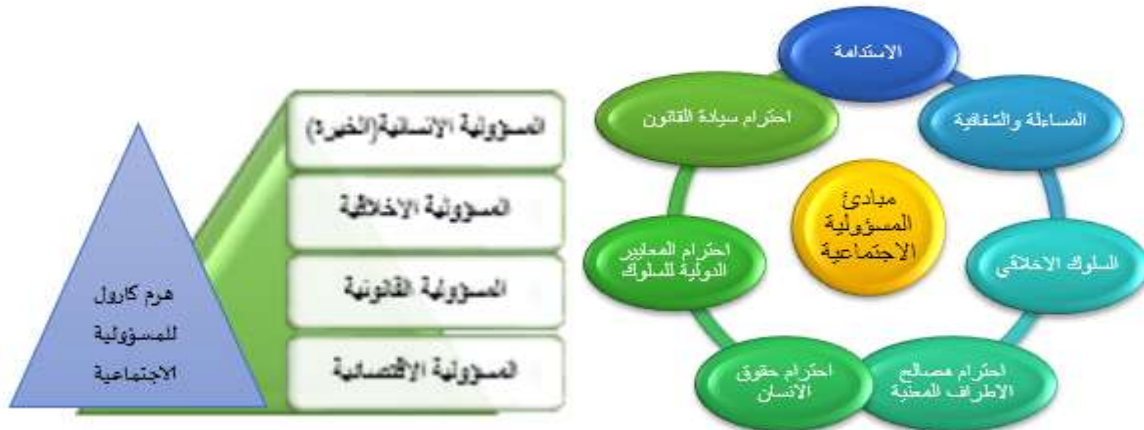 الاستدامة
المساءلة والشفافية
السلوك الاخلاقي
احترام مصالح
الاطراف المعنية
احترام حقوق
الانسان
احترام المعايير
الدولية للسلوك
احترام سيادة القانون
مبادئ
المسؤولية
الاجتماعية
المسؤولية الانسانية(الخيرة)
المسؤولية الاخلاقية
المسؤولية القانونية
المسؤولية الاقتصادية
هرم كارول
للمسؤولية
الاجتماعية